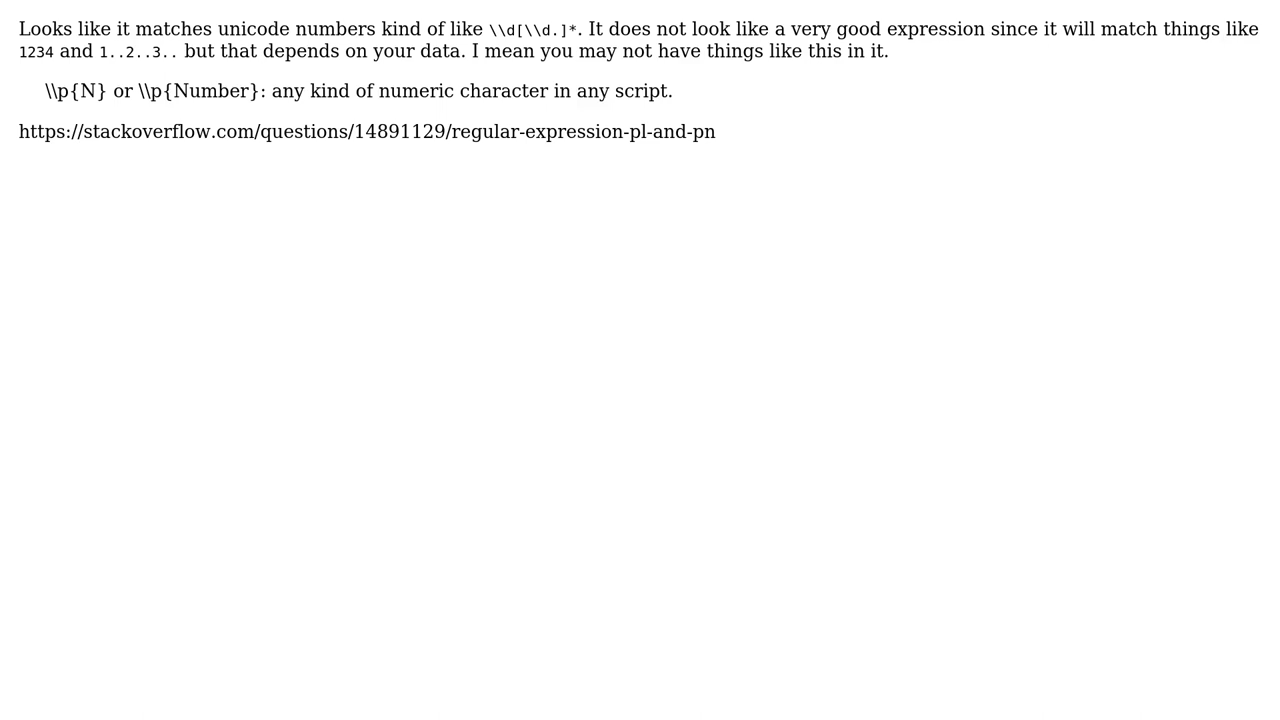 Looks like it matches unicode numbers kind of like \\d[\\d.]*. It does not look like a very good expression since it will match things like
1234 and 1..2..3.. but that depends on your data. I mean you may not have things like this in it.
\\p{N} or \\p{Number}: any kind of numeric character in any script.
https://stackoverflow.com/questions/14891129/regular-expression-pl-and-pn